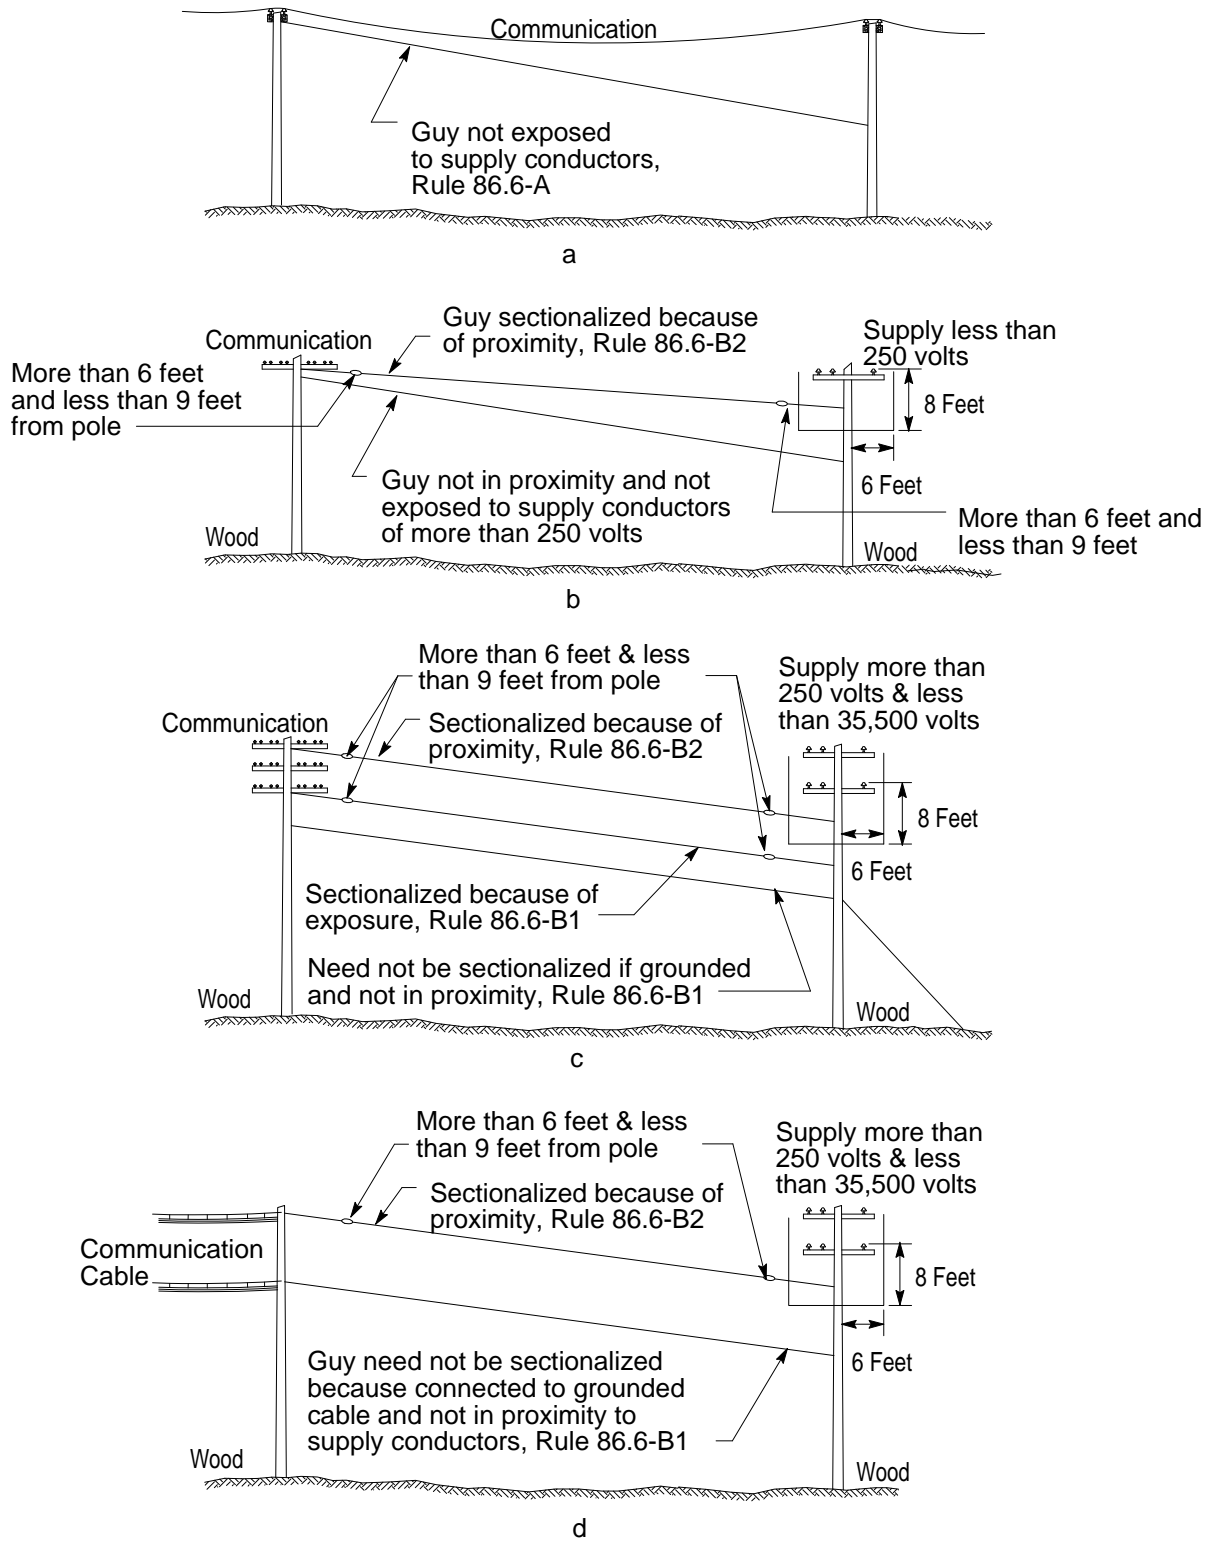 Communication
Guy not exposed
to supply conductors,
Rule 86.6-A
a
Guy sectionalized because
of proximity, Rule 86.6-B2
Communication
Supply less than
250 volts
More than 6 feet
and less than 9 feet
from pole
8 Feet
Guy not in proximity and not
exposed to supply conductors
of more than 250 volts
6 Feet
More than 6 feet and
less than 9 feet
Wood
Wood
b
More than 6 feet & less
than 9 feet from pole
Supply more than
250 volts & less
than 35,500 volts
Communication
Sectionalized because of
proximity, Rule 86.6-B2
8 Feet
6 Feet
Sectionalized because of
exposure, Rule 86.6-B1
Need not be sectionalized if grounded
and not in proximity, Rule 86.6-B1
Wood
Wood
c
More than 6 feet & less
than 9 feet from pole
Supply more than
250 volts & less
than 35,500 volts
Sectionalized because of
proximity, Rule 86.6-B2
Communication
Cable
8 Feet
6 Feet
Guy need not be sectionalized
because connected to grounded
cable and not in proximity to
supply conductors, Rule 86.6-B1
Wood
Wood
d